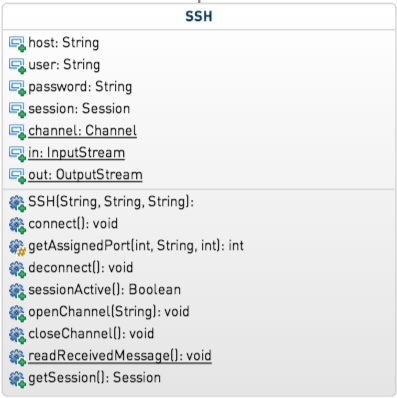 SSH
host: String
user: String
password: String
session: Session
channel: Channel
in: InputStream
out: OutputStream
SSH(String, String, String):
connect(): void
getAssignedPort(int, String, int): int
deconnect(): void
sessionActive(): Boolean
openChannel(String): void
closeChannel(): void
readReceivedMessage(): void
getSession(): Session